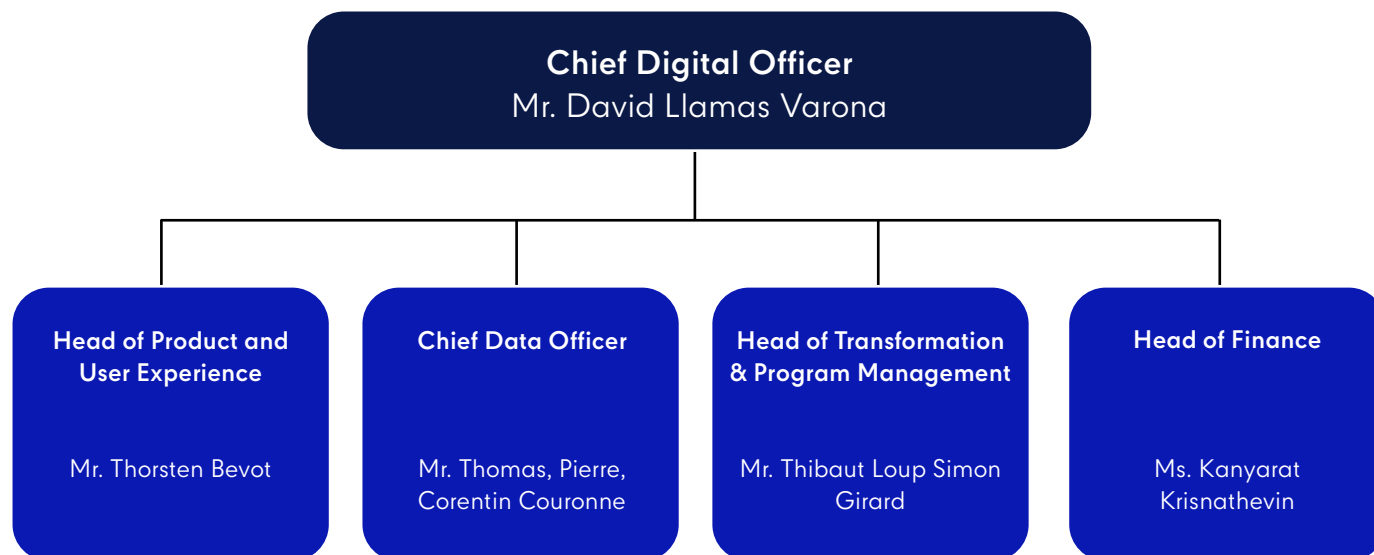 Chief Digital Officer
Mr. David Llamas Varona
Head of Product and
User Experience
Mr. Thorsten Bevot
Chief Data Officer
Mr. Thomas, Pierre,
Corentin Couronne
Head of Transformation
& Program Management
Mr. Thibaut Loup Simon
Girard
Head of Finance
Ms. Kanyarat
Krisnathevin